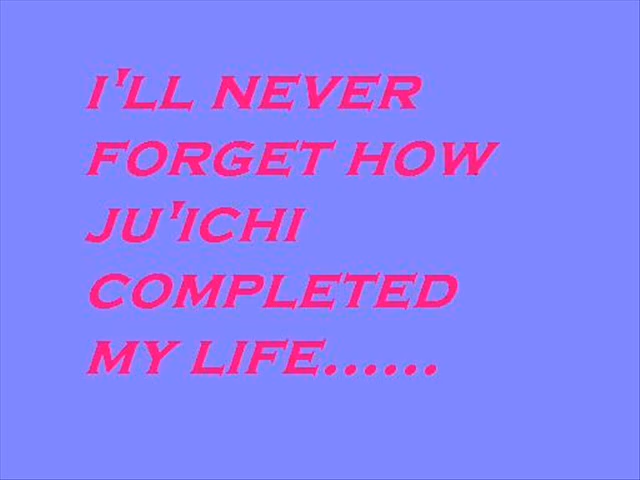 I'LL NEVER
FORGET HOW
JU'ICHI
COMPLETED
MY LIFE......